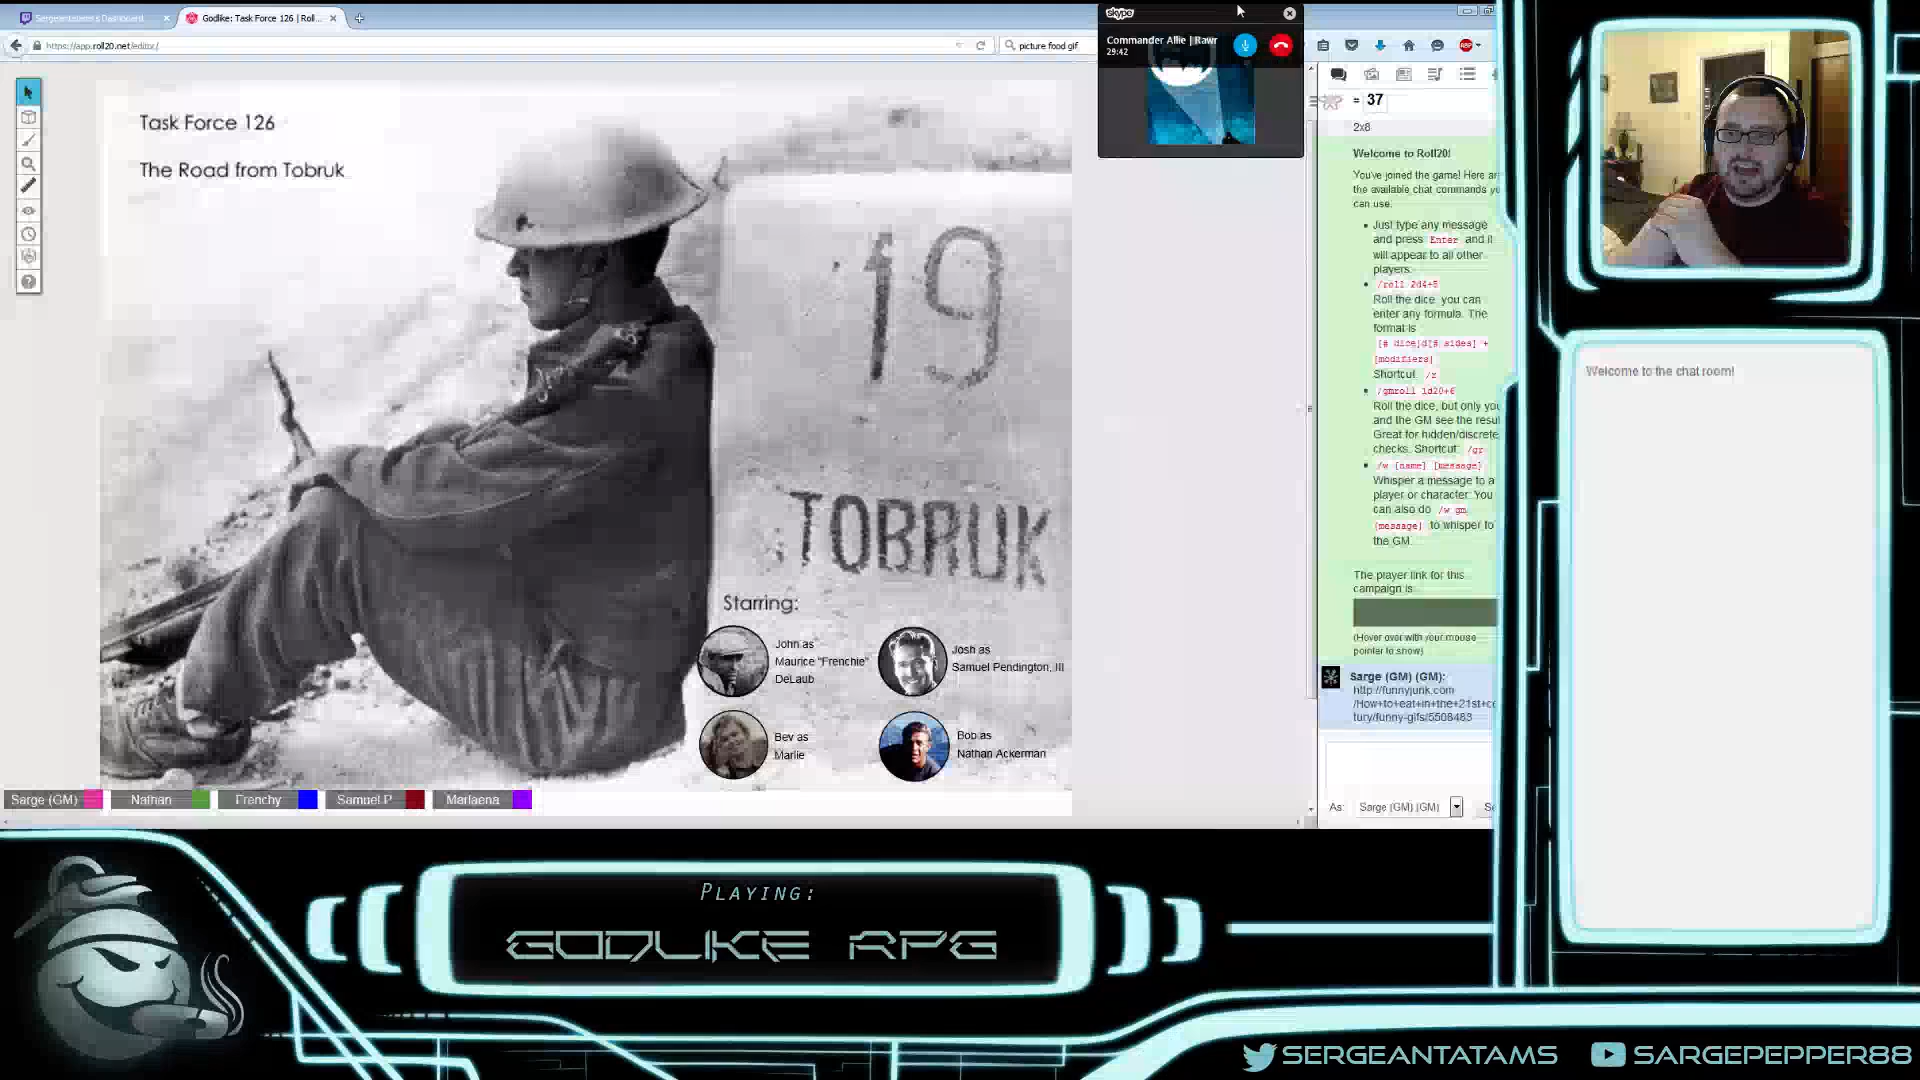 Sergeantatams's Dashboard
Godlike: Task Force 126 | Roll...
https://app.roll20.net/editor/
picture food gif
skype
Commander Allie | Rawr
29:42
Task Force 126
The Road from Tobruk
19
TOBRUK
Starring:
John as
Maurice "Frenchie"
DeLaub
Josh as
Samuel Pendington, III
Bev as
Marlie
Bob as
Nathan Ackerman
Sarge (GM)
Nathan
Frenchy
Samuel P
Marlaena
= 37
2x8
Welcome to Roll20!
You've joined the game! Here are
the available chat commands yo
can use.
Just type any message
and press Enter and it
will appear to all other
players.
/roll 2d4+5
Roll the dice, you can
enter any formula. The
format is
[# dice]d[# sides] +
[modifiers]
Shortcut: /r
/gmroll 1d20+6
Roll the dice, but only you
and the GM see the resul
Great for hidden/discrete
checks. Shortcut: /gr
/w [name] [message]
Whisper a message to a
player or character. You
can also do /w gm
[message] to whisper to
the GM.
The player link for this
campaign is
(Hover over with your mouse
pointer to show)
Sarge (GM) (GM):
http://funnyjunk.com
/How+to+eat+in+the+21st+ce
tury/funny-gifs/5508483
As: Sarge (GM) (GM) Se
Welcome to the chat room!
PLAYING:
GODLIKE RPG
SERGEANTATAMS
SARGEPEPPER88